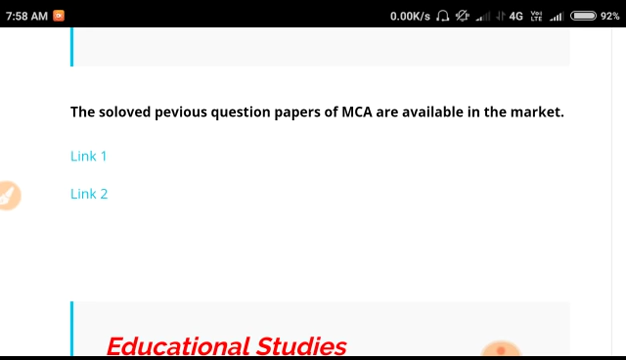 7:58 AM 0.00K/s 4G VoLTE 92%
The soloved pevious question papers of MCA are available in the market.
Link 1
Link 2
Educational Studies